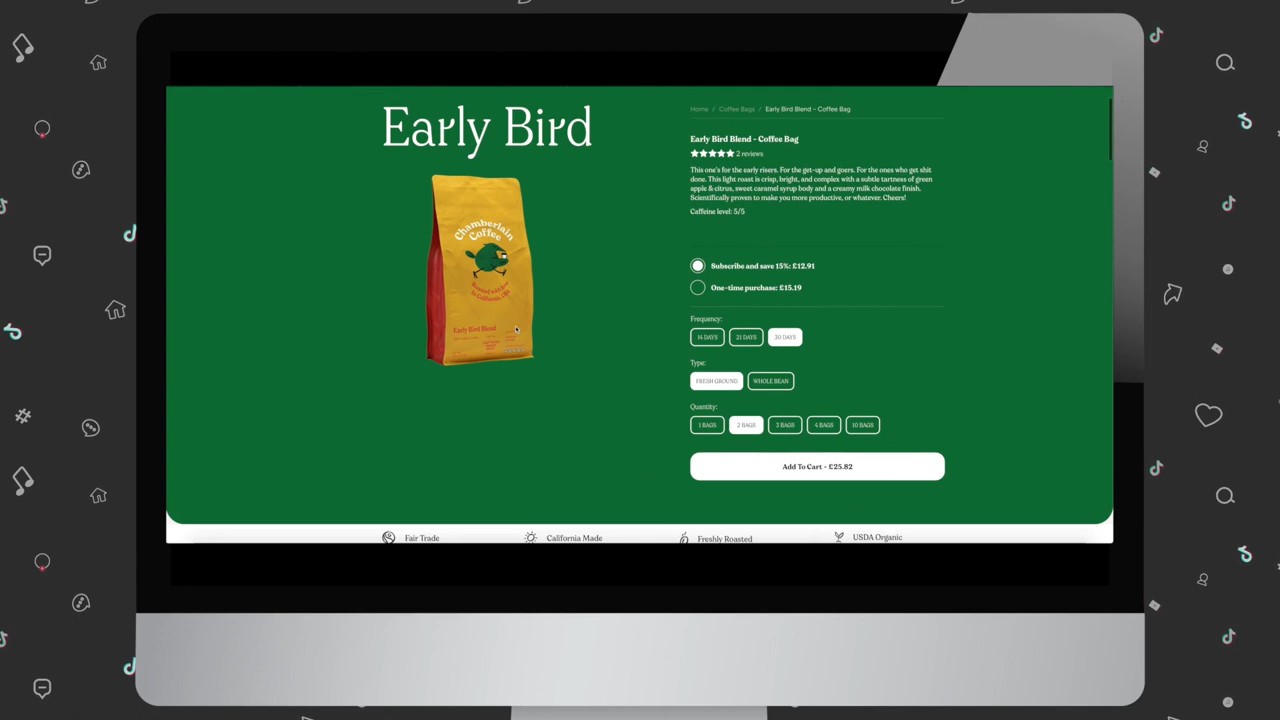 Early Bird
Home / Coffee Bags / Early Bird Blend - Coffee Bag
Early Bird Blend - Coffee Bag
2 reviews
This one's for the early risers. For the get-up and goers. For the ones who get shit
done. This light roast is crisp, bright, and complex with a subtle tartness of green
apple & citrus, sweet caramel syrup body and a creamy milk chocolate finish.
Scientifically proven to make you more productive, or whatever. Cheers!
Caffeine level: 5/5
Chamberlain
Coffee
Early Bird Blend
Subscribe and save 15%: £12.91
One-time purchase: £15.19
Frequency:
14 DAYS 21 DAYS 30 DAYS
Type:
FRESH GROUND WHOLE BEAN
Quantity:
1 BAGS 2 BAGS 3 BAGS 4 BAGS 10 BAGS
Add To Cart - £25.82
Fair Trade California Made Freshly Roasted USDA Organic